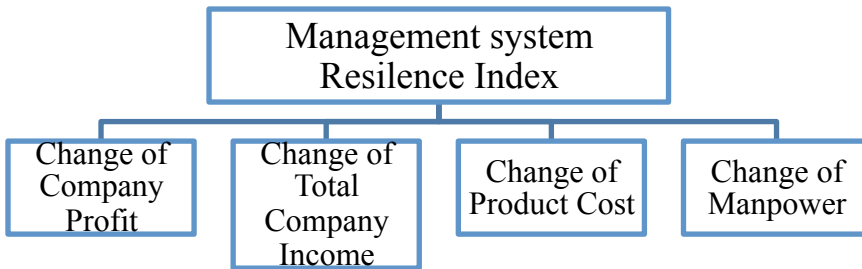 Management system
Resilence Index
Change of
Company
Profit
Change of
Total
Company
Income
Change of
Product Cost
Change of
Manpower